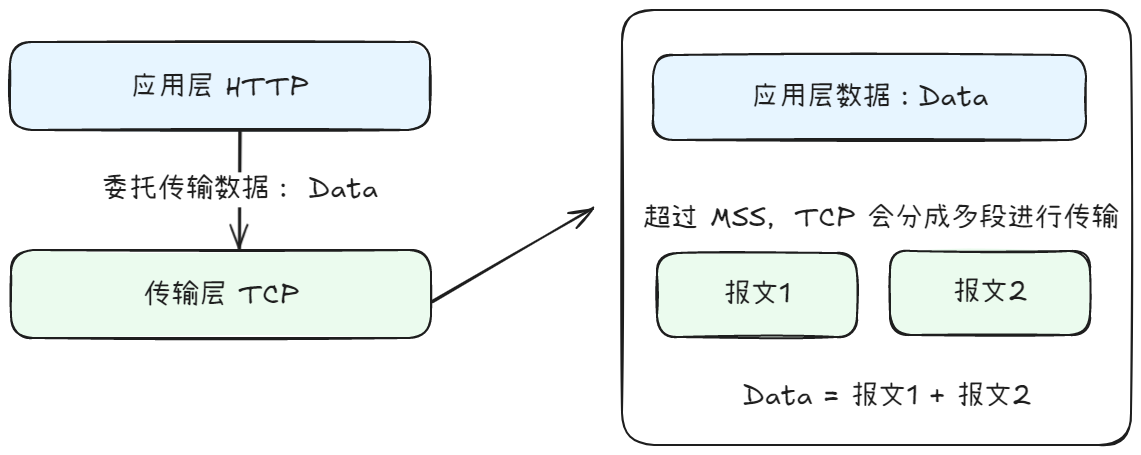 应用层 HTTP
委托传输数据： Data
传输层 TCP
应用层数据：Data
超过 MSS，TCP 会分成多段进行传输
报文1
报文2
Data = 报文1 + 报文2